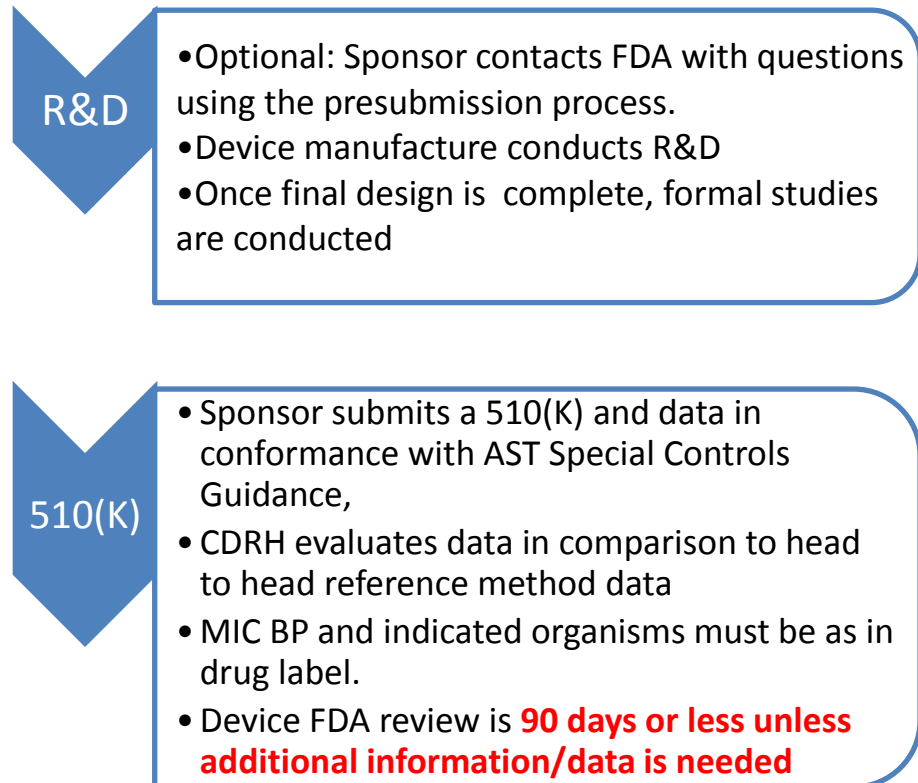 R&D
•Optional: Sponsor contacts FDA with questions
using the presubmission process.
•Device manufacture conducts R&D
•Once final design is  complete, formal studies
are conducted
510(K)
• Sponsor submits a 510(K) and data in
conformance with AST Special Controls
Guidance,
• CDRH evaluates data in comparison to head
to head reference method data
• MIC BP and indicated organisms must be as in
drug label.
• Device FDA review is 90 days or less unless
additional information/data is needed